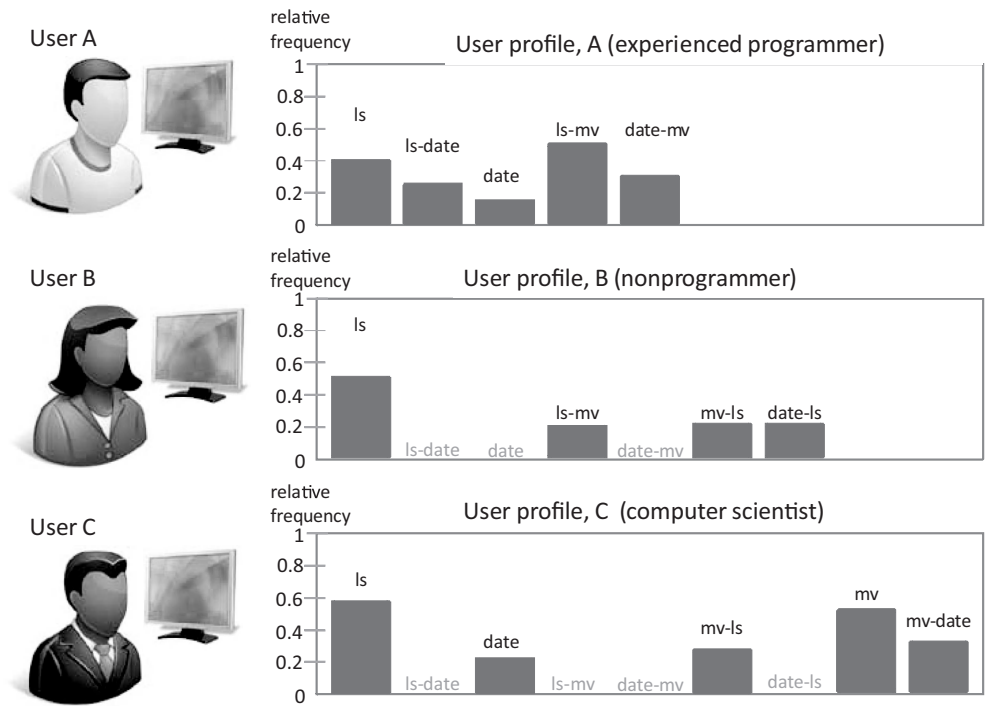 User A
relative
frequency
User profile, A (experienced programmer)
1
0.8
0.6
0.4
0.2
0
ls
ls-date
date
ls-mv
date-mv
User B
relative
frequency
User profile, B (nonprogrammer)
1
0.8
0.6
0.4
0.2
0
ls
ls-date
date
ls-mv
date-mv
mv-ls
date-ls
User C
relative
frequency
User profile, C (computer scientist)
1
0.8
0.6
0.4
0.2
0
ls
ls-date
date
ls-mv
date-mv
mv-ls
date-ls
mv
mv-date